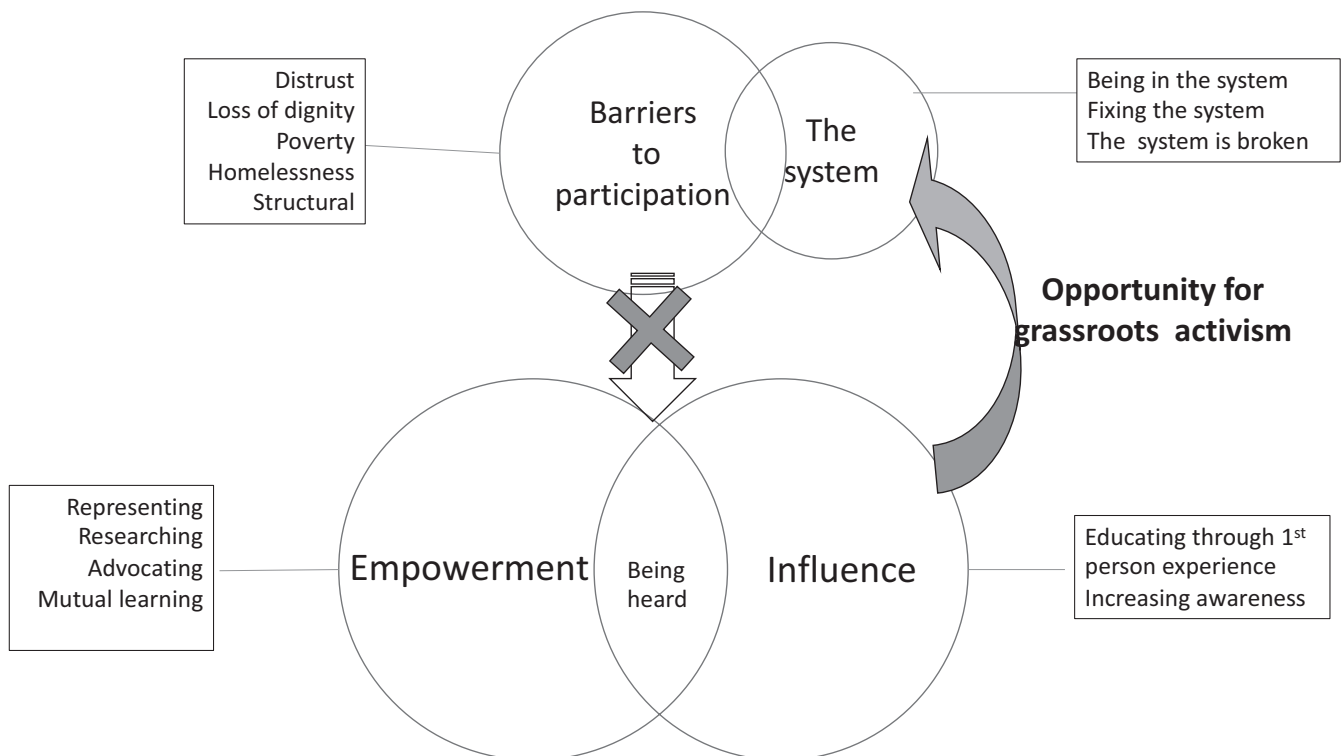 Distrust
Loss of dignity
Poverty
Homelessness
Structural
Barriers
to
participation
The
system
Being in the system
Fixing the system
The system is broken
Opportunity for
grassroots activism
Representing
Researching
Advocating
Mutual learning
Empowerment
Being
heard
Influence
Educating through 1st
person experience
Increasing awareness